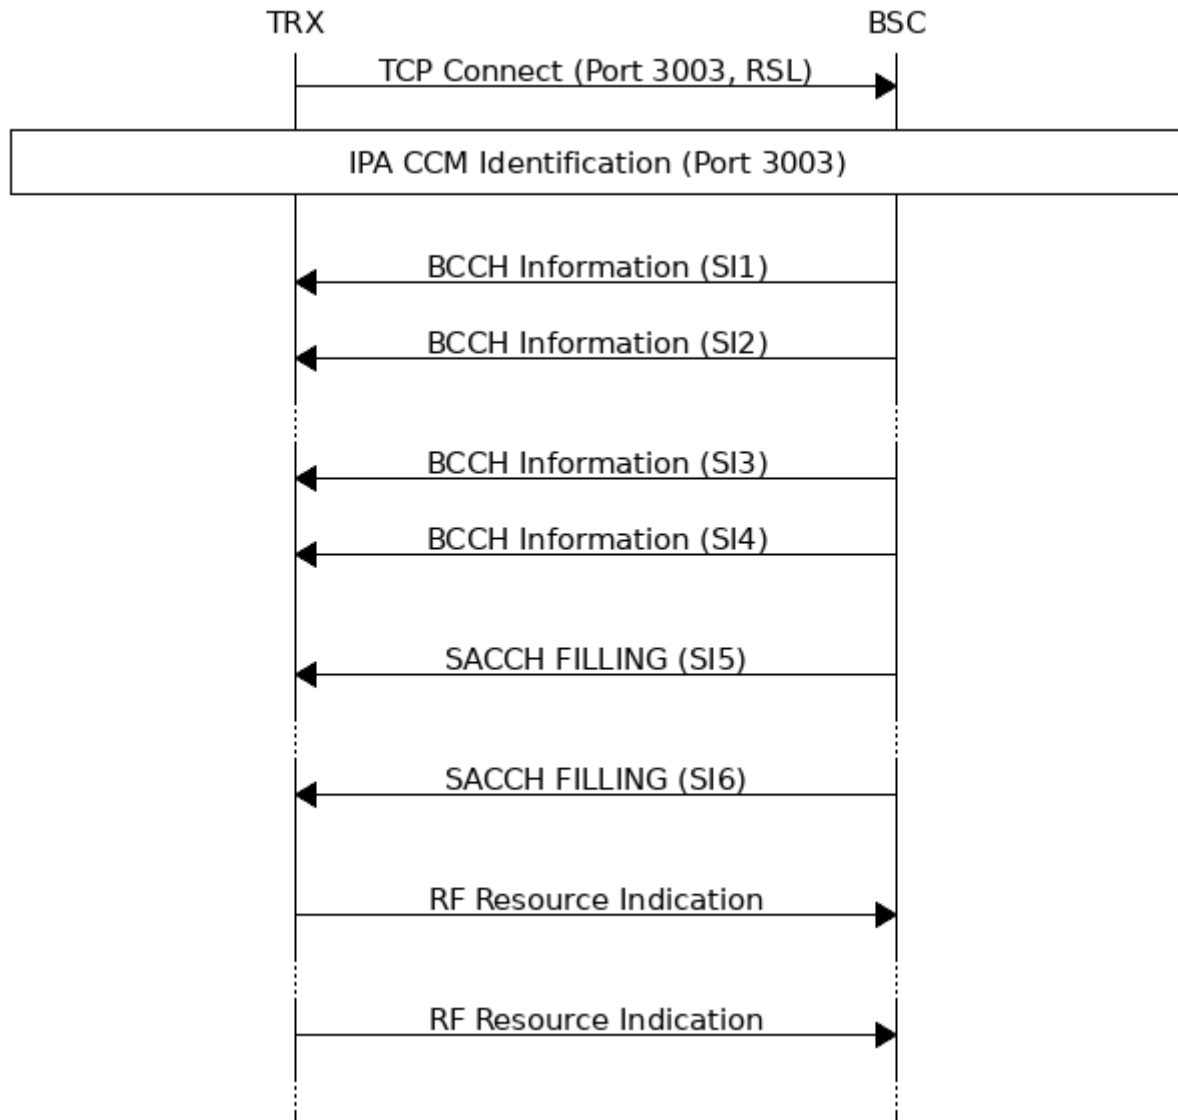 TRX BSC
TCP Connect (Port 3003, RSL)
IPA CCM Identification (Port 3003)
BCCH Information (SI1)
BCCH Information (SI2)
BCCH Information (SI3)
BCCH Information (SI4)
SACCH FILLING (SI5)
SACCH FILLING (SI6)
RF Resource Indication
RF Resource Indication